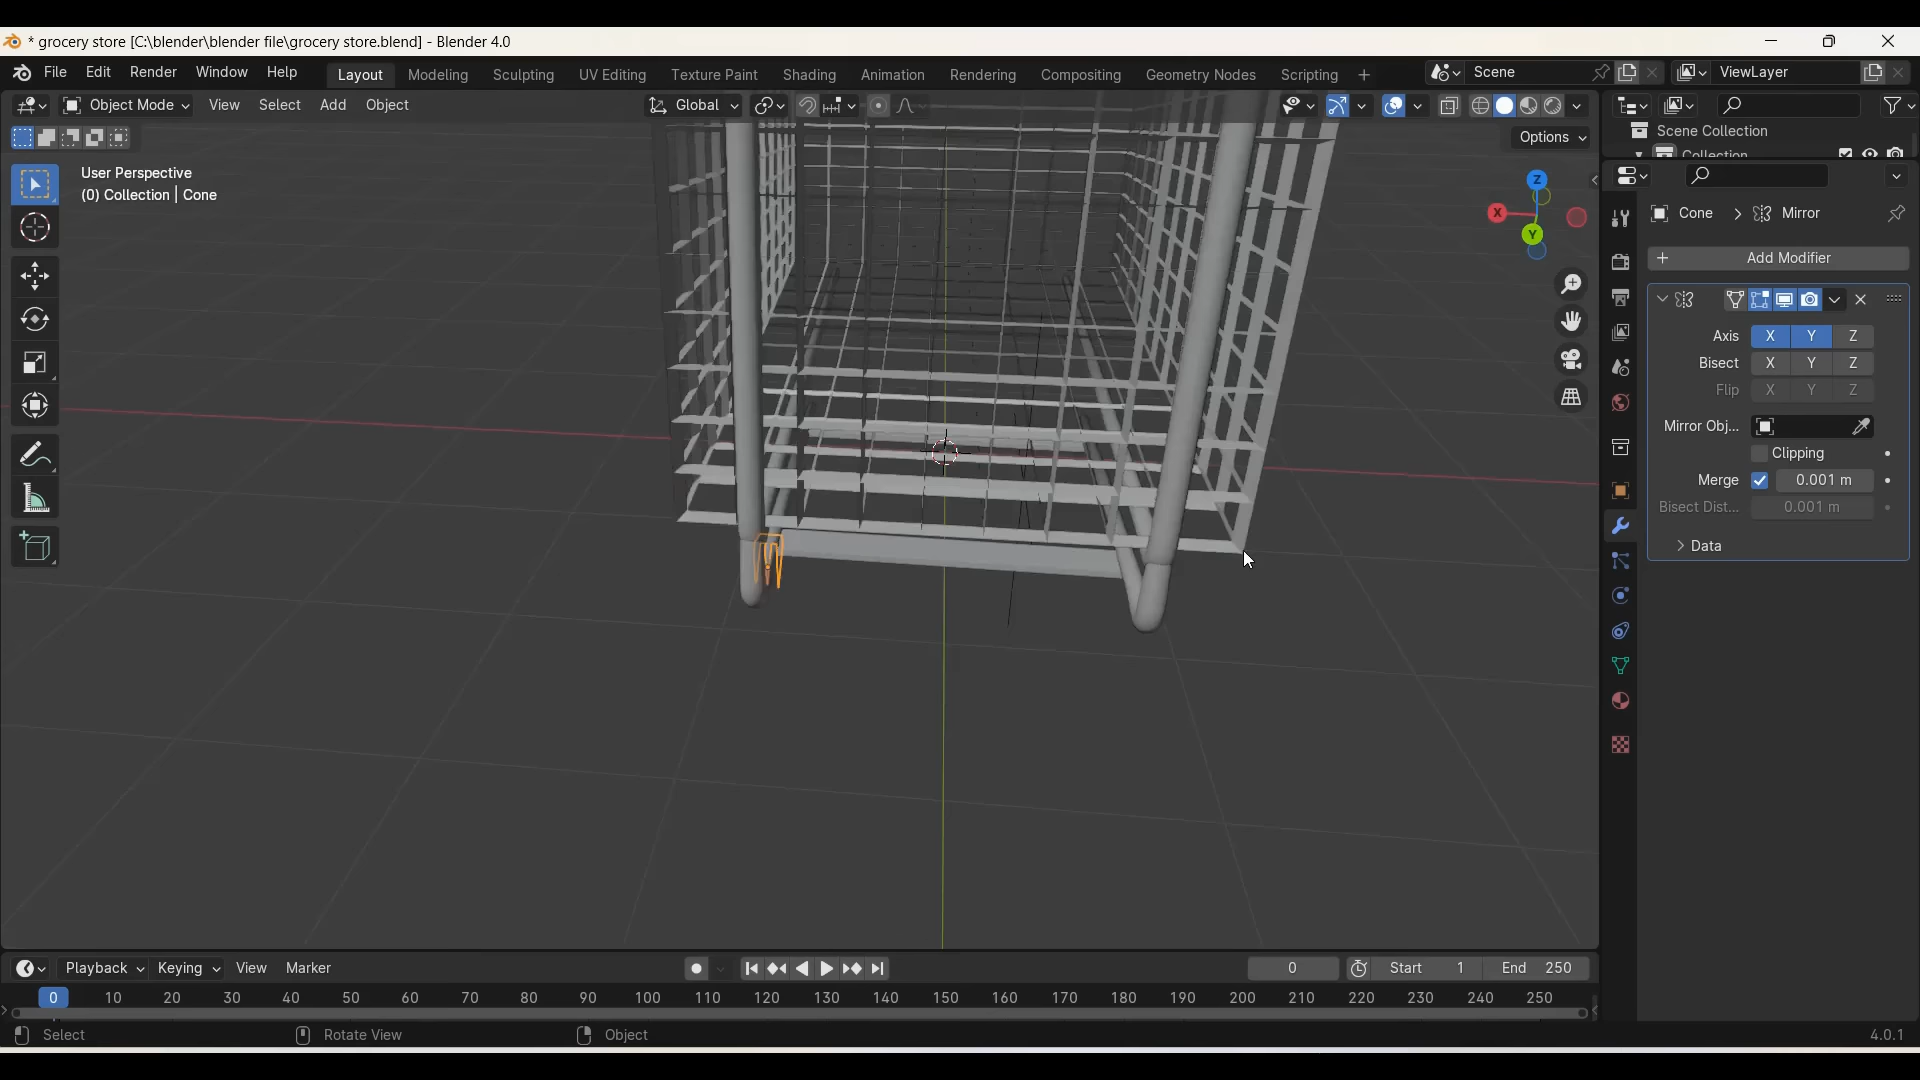 * grocery store [C:\blender\blender file\grocery store.blend] - Blender 4.0
File Edit Render Window Help
Layout Modeling Sculpting UV Editing Texture Paint Shading Animation Rendering Compositing Geometry Nodes Scripting +
Scene
ViewLayer
Object Mode View Select Add Object
Global
Options
User Perspective
(0) Collection | Cone
X
Y
Z
Scene Collection
Collection
Cone > Mirror
+ Add Modifier
Axis X Y Z
Bisect X Y Z
Flip X Y Z
Mirror Obj...
Clipping
Merge 0.001 m
Bisect Dist... 0.001 m
> Data
Playback Keying View Marker
0 Start 1 End 250
0 10 20 30 40 50 60 70 80 90 100 110 120 130 140 150 160 170 180 190 200 210 220 230 240 250
Select Rotate View Object 4.0.1